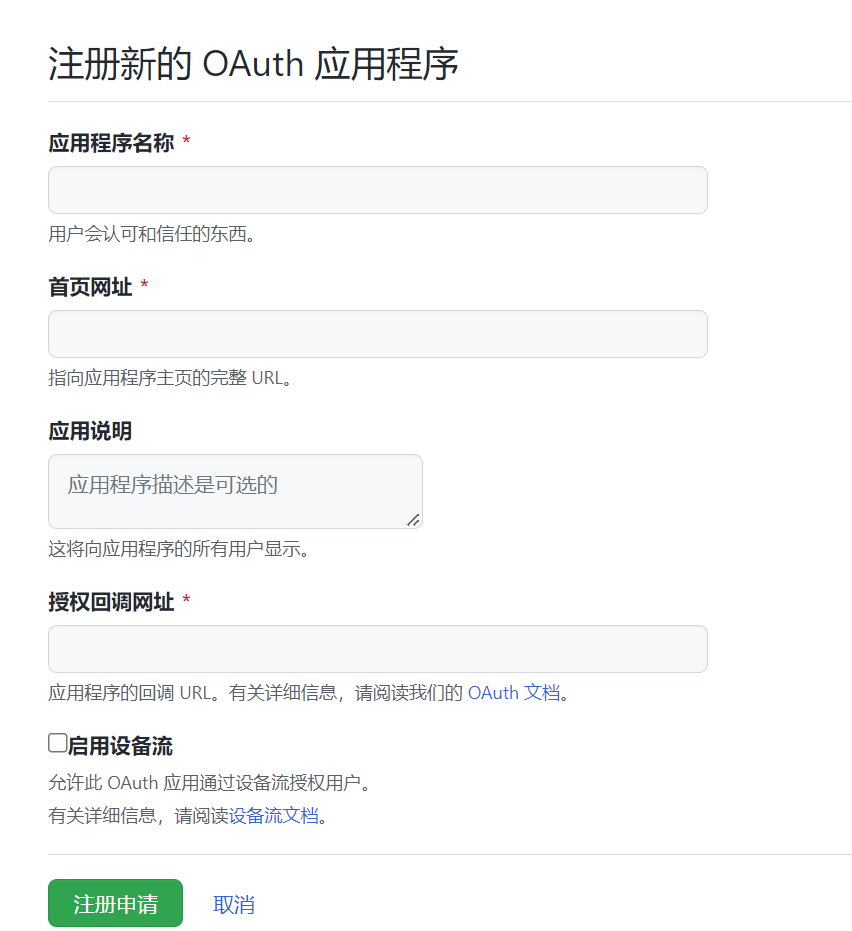 注册新的 OAuth 应用程序
应用程序名称 *
用户会认可和信任的东西。
首页网址 *
指向应用程序主页的完整 URL。
应用说明
应用程序描述是可选的
这将向应用程序的所有用户显示。
授权回调网址 *
应用程序的回调 URL。有关详细信息，请阅读我们的 OAuth 文档。
启用设备流
允许此 OAuth 应用通过设备流授权用户。
有关详细信息，请阅读设备流文档。
注册申请 取消